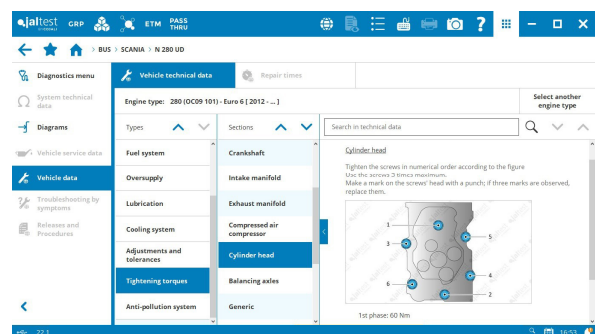 jaltest GRP ETM PASS THRU
BUS > SCANIA > N 280 UD
Diagnostics menu
System technical data
Diagrams
Vehicle service data
Vehicle data
Troubleshooting by symptoms
Releases and Procedures
Vehicle technical data
Repair times
Engine type: 280 (OC09 101) - Euro 6 [ 2012 - ... ]
Select another engine type
Types
Sections
Search in technical data
Fuel system
Oversupply
Lubrication
Cooling system
Adjustments and tolerances
Tightening torques
Anti-pollution system
Crankshaft
Intake manifold
Exhaust manifold
Compressed air compressor
Cylinder head
Balancing axles
Generic
Cylinder head
Tighten the screws in numerical order according to the figure
Use the screws 3 times maximum.
Make a mark on the screws' head with a punch; if three marks are observed,
replace them.
1
3
5
4
6
2
1st phase: 60 Nm
22.1
16:53